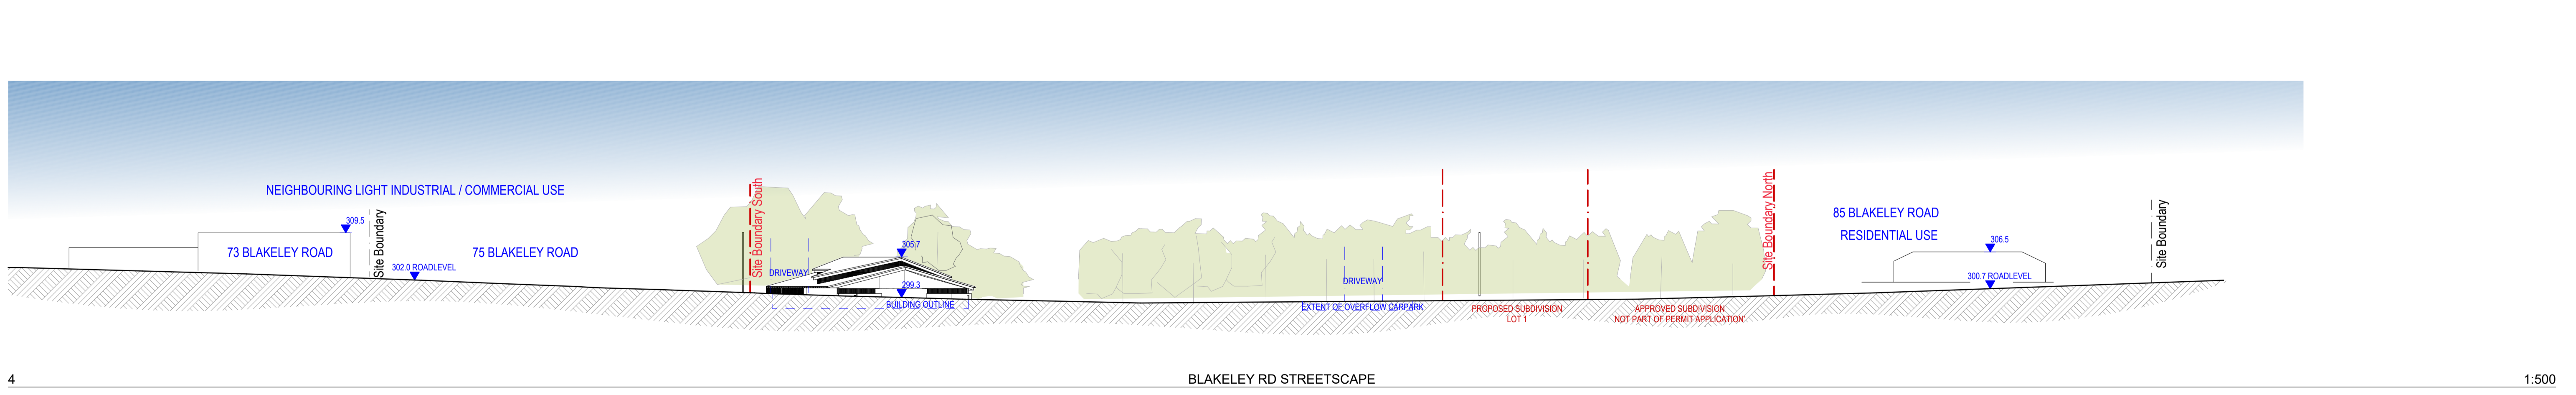 NEIGHBOURING LIGHT INDUSTRIAL / COMMERCIAL USE
309.5
73 BLAKELEY ROAD
Site Boundary
302.0 ROADLEVEL
75 BLAKELEY ROAD
Site Boundary South
DRIVEWAY
305.7
299.3
BUILDING OUTLINE
DRIVEWAY
EXTENT OF OVERFLOW CARPARK
PROPOSED SUBDIVISION
LOT 1
APPROVED SUBDIVISION
'NOT PART OF PERMIT APPLICATION'
Site Boundary North
85 BLAKELEY ROAD
RESIDENTIAL USE
306.5
300.7 ROADLEVEL
Site Boundary
4
BLAKELEY RD STREETSCAPE
1:500